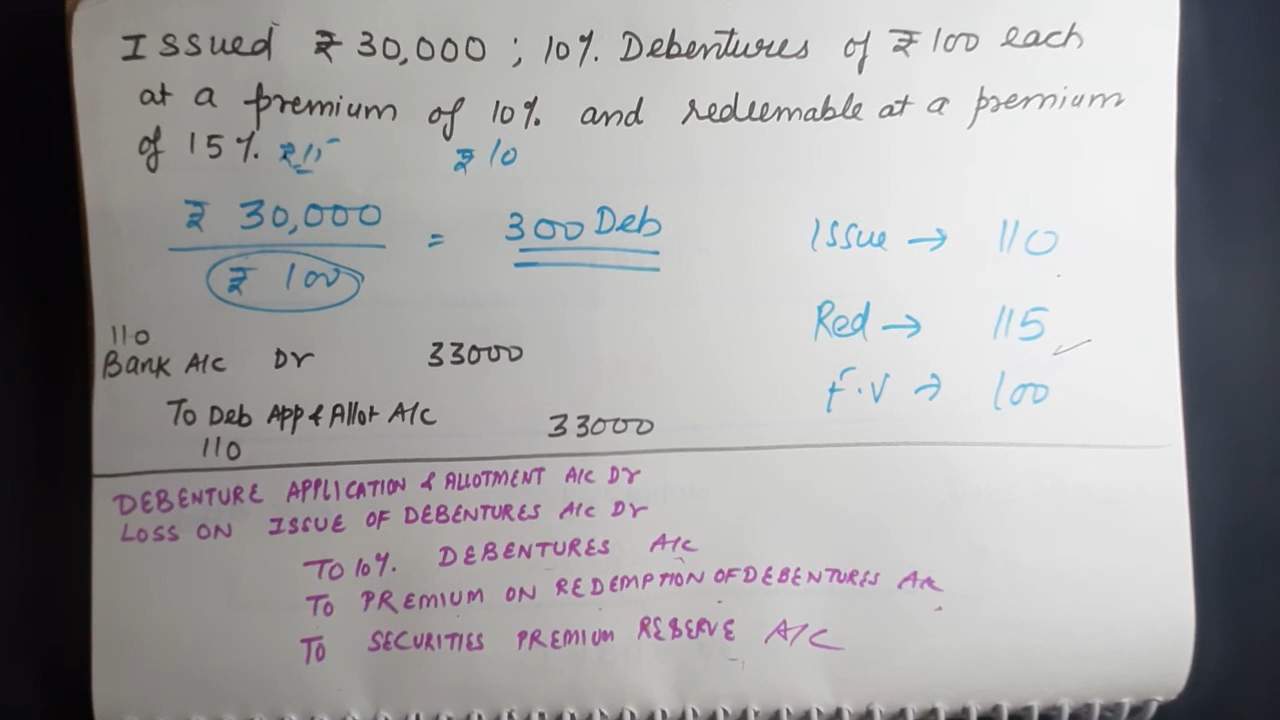 Issued ₹ 30,000 ; 10% Debentures of ₹ 100 each
at a premium of 10% and redeemable at a premium
of 15%. ₹15 ₹ 10
₹ 30,000 = 300 Deb
₹ 100
Issue → 110
Red → 115
F.V → 100
110
Bank A/c Dr 33000
To Deb App & Allot A/c 33000
110
DEBENTURE APPLICATION & ALLOTMENT A/c Dr
LOSS ON ISSUE OF DEBENTURES A/c Dr
To 10%. DEBENTURES A/c
To PREMIUM ON REDEMPTION OF DEBENTURES A/c
To SECURITIES PREMIUM RESERVE A/C